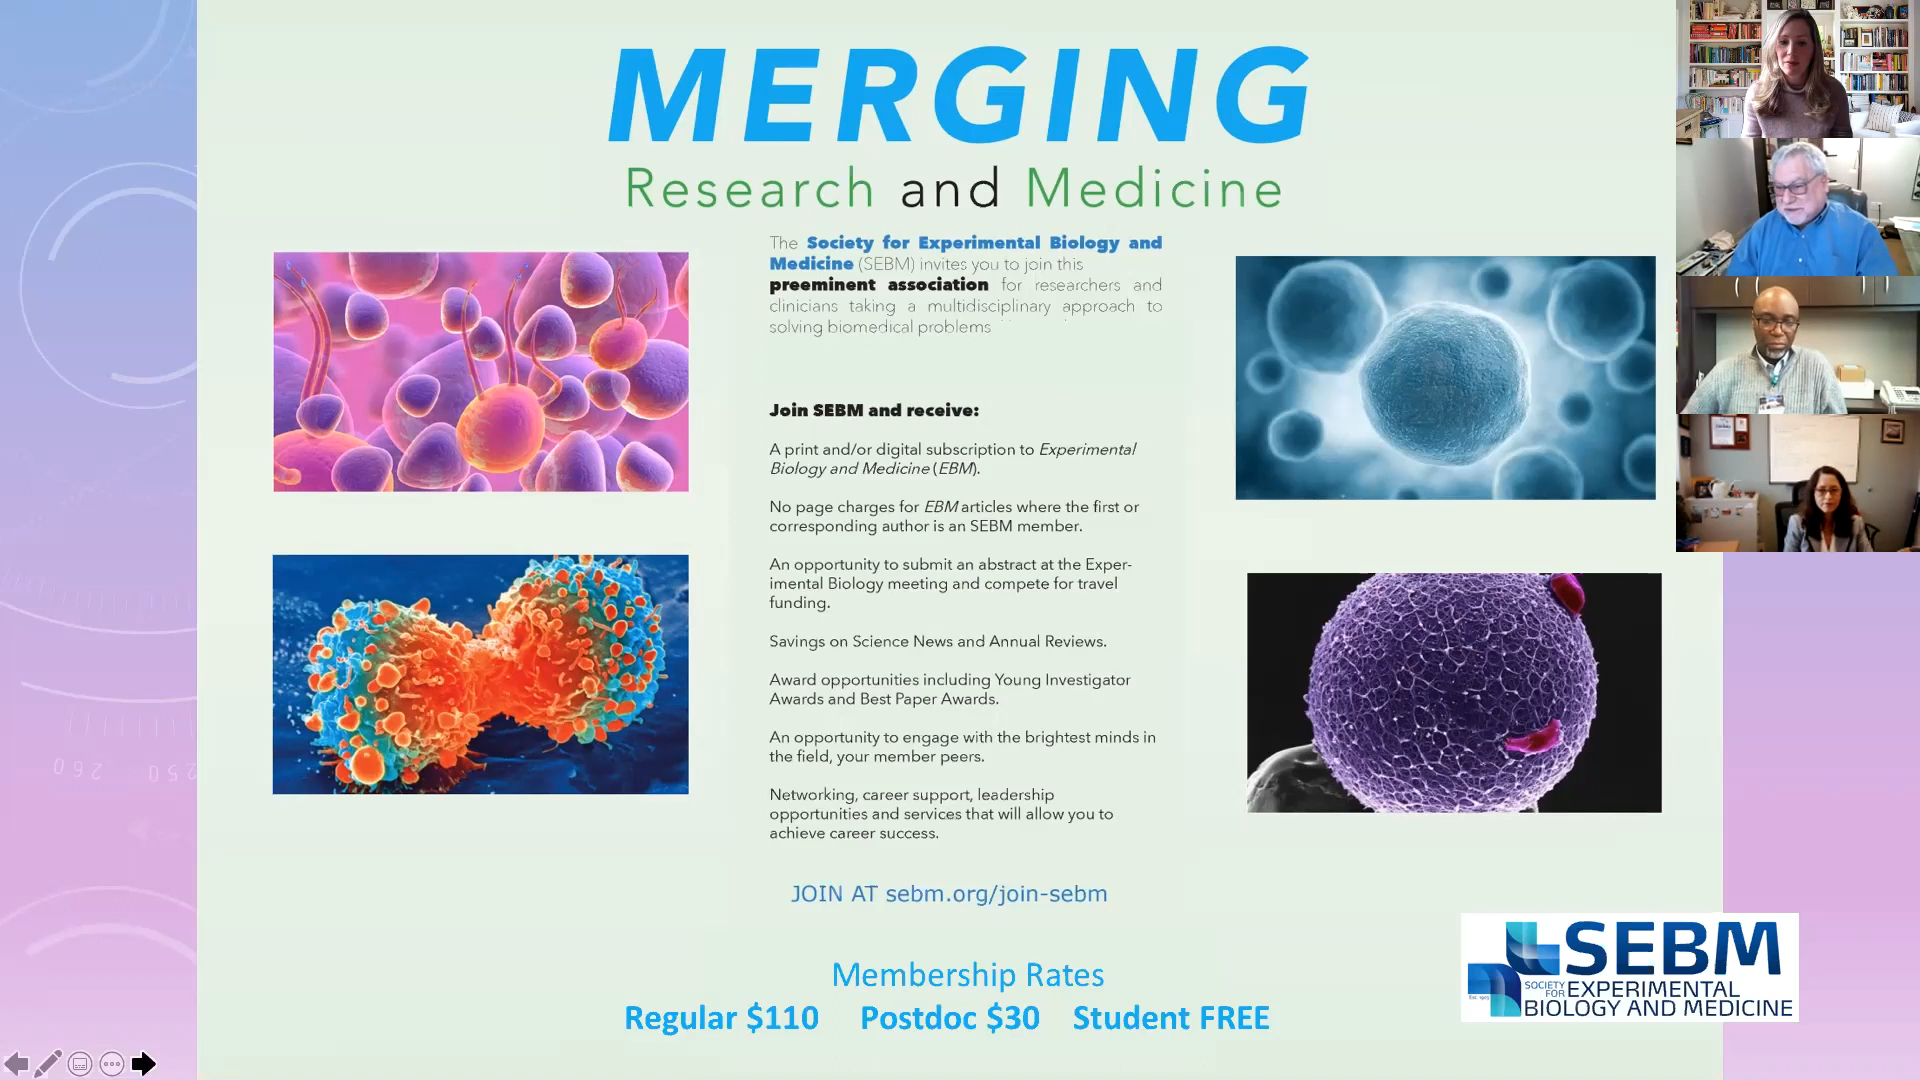 MERGING
Research and Medicine
The Society for Experimental Biology and
Medicine (SEBM) invites you to join this
preeminent association for researchers and
clinicians taking a multidisciplinary approach to
solving biomedical problems
Join SEBM and receive:
A print and/or digital subscription to Experimental
Biology and Medicine (EBM).
No page charges for EBM articles where the first or
corresponding author is an SEBM member.
An opportunity to submit an abstract at the Exper-
imental Biology meeting and compete for travel
funding.
Savings on Science News and Annual Reviews.
Award opportunities including Young Investigator
Awards and Best Paper Awards.
An opportunity to engage with the brightest minds in
the field, your member peers.
Networking, career support, leadership
opportunities and services that will allow you to
achieve career success.
JOIN AT sebm.org/join-sebm
Membership Rates
Regular $110 Postdoc $30 Student FREE
SEBM
SOCIETY FOR EXPERIMENTAL
BIOLOGY AND MEDICINE
260
250